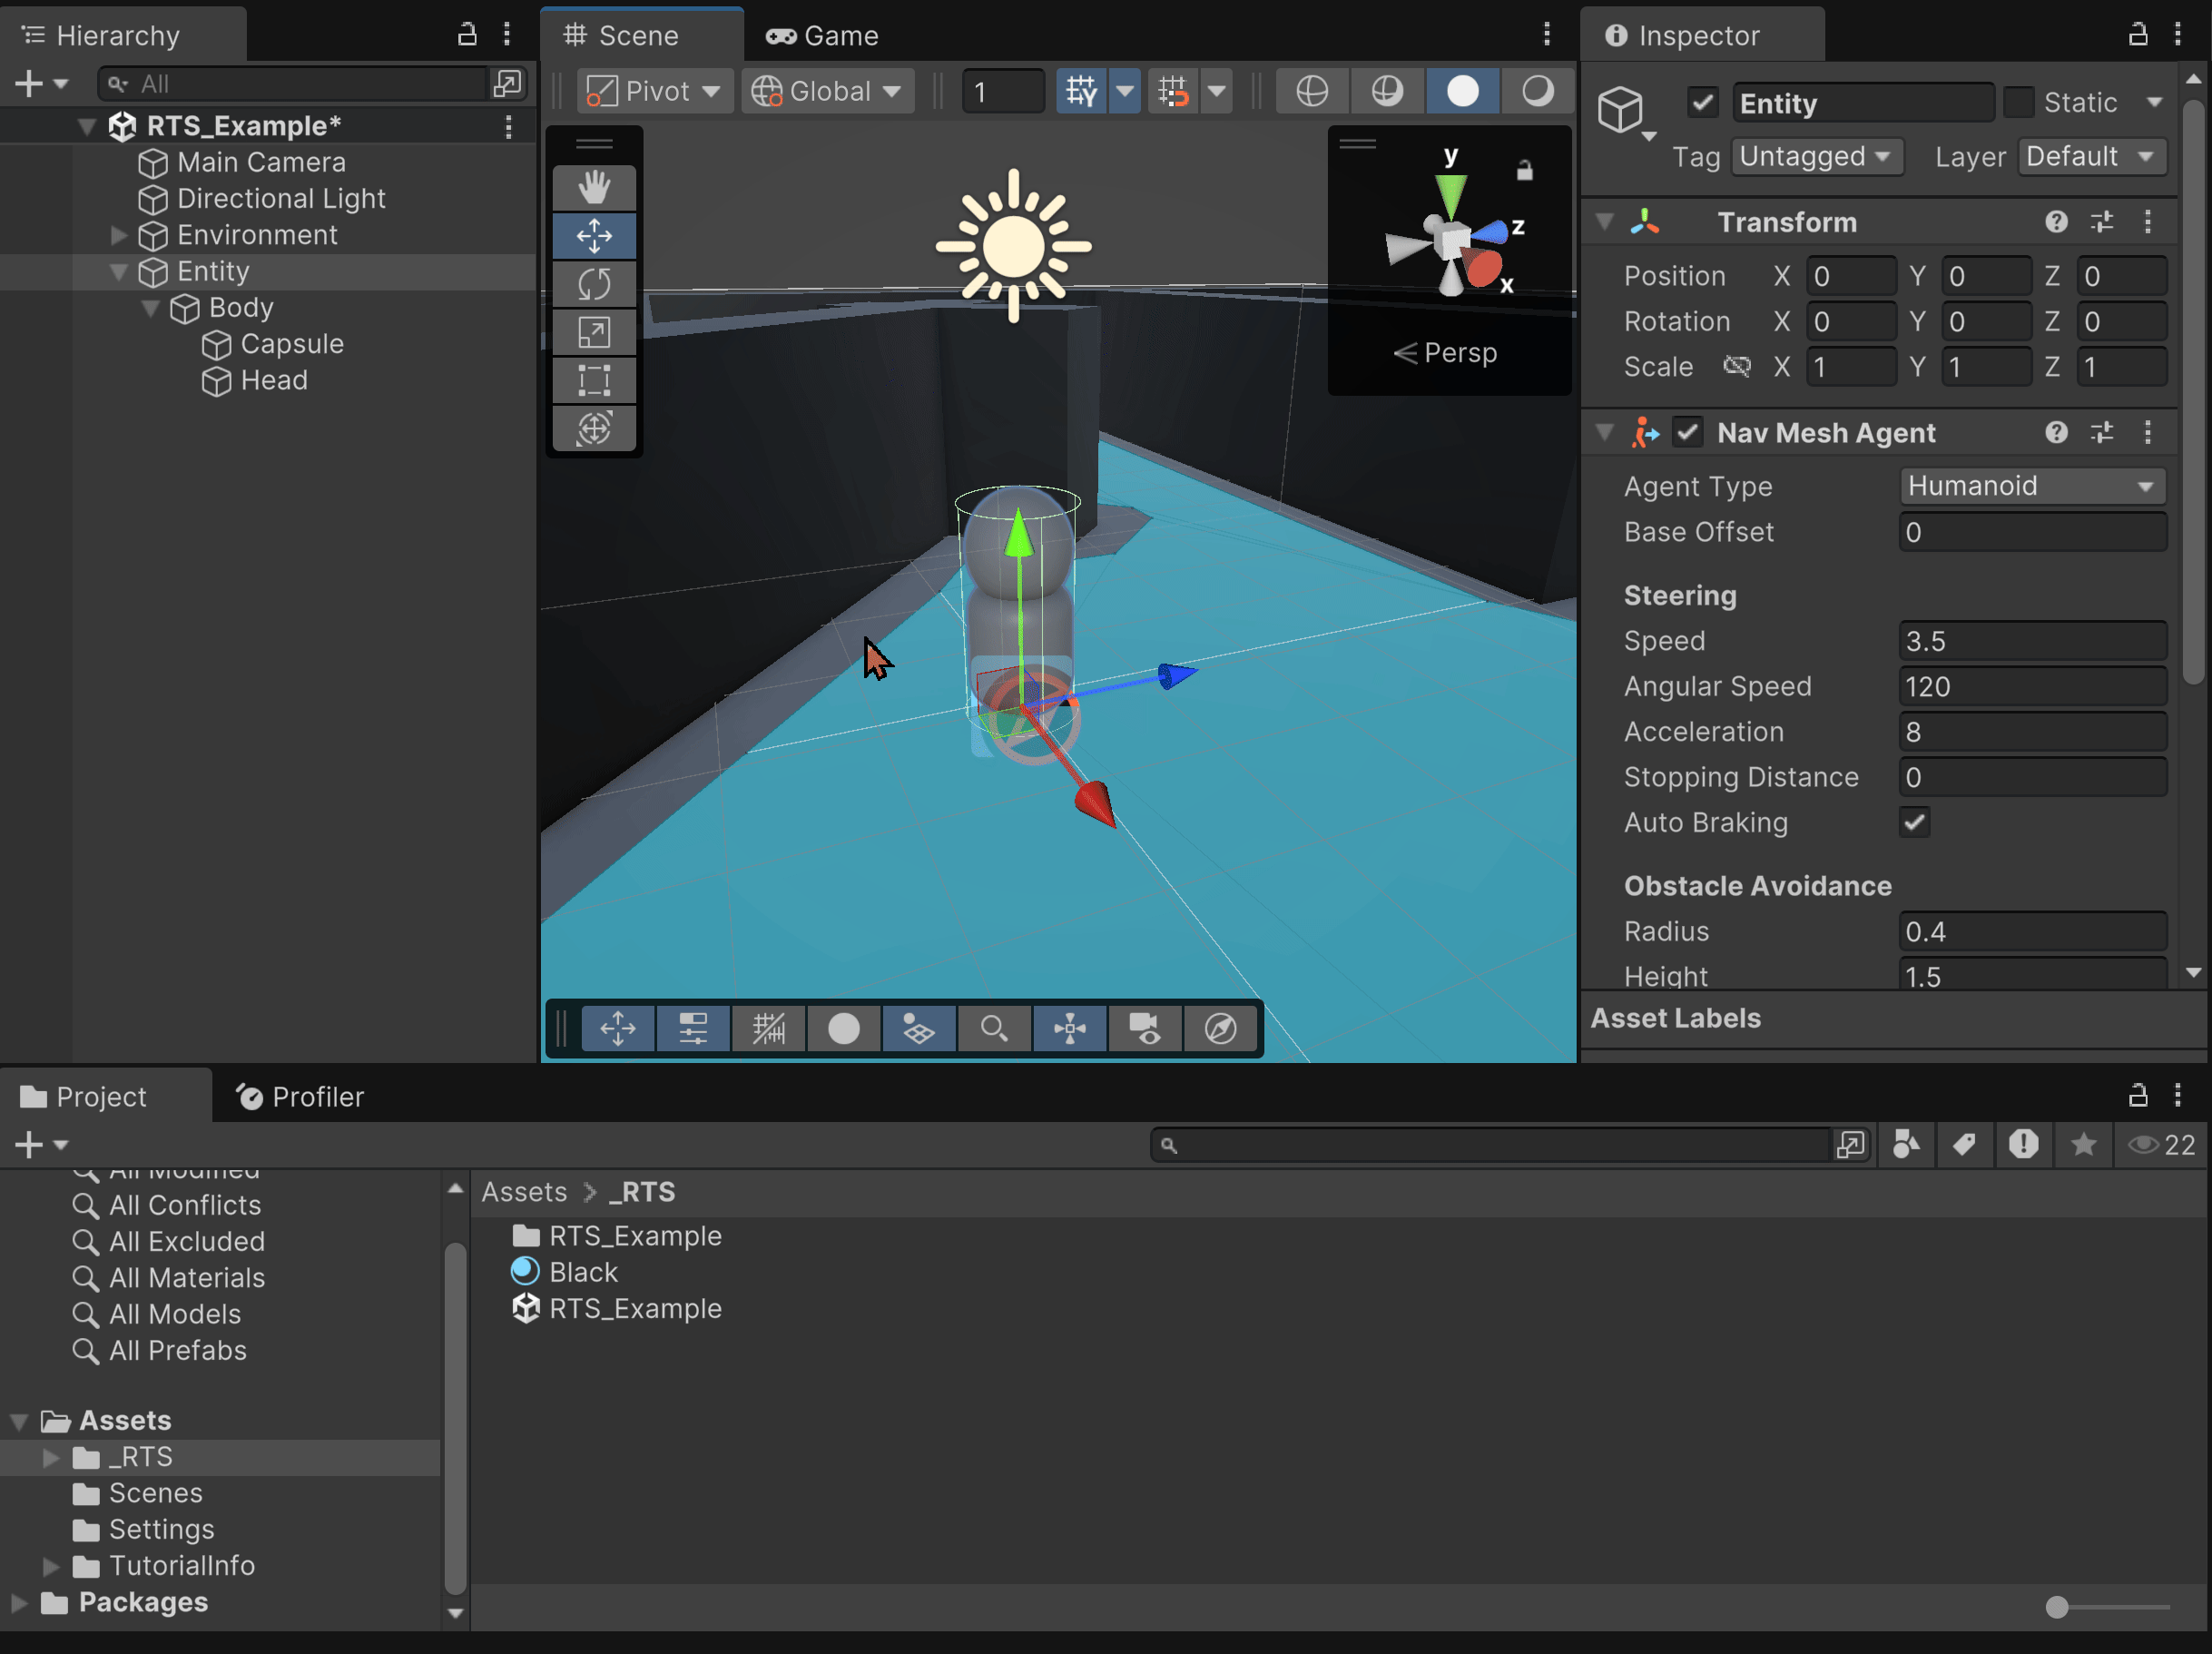 Hierarchy
All
RTS_Example*
Main Camera
Directional Light
Environment
Entity
Body
Capsule
Head
Scene
Game
Pivot
Global
1
y
z
x
Persp
Inspector
Entity
Static
Tag Untagged Layer Default
Transform
Position X 0 Y 0 Z 0
Rotation X 0 Y 0 Z 0
Scale X 1 Y 1 Z 1
Nav Mesh Agent
Agent Type Humanoid
Base Offset 0
Steering
Speed 3.5
Angular Speed 120
Acceleration 8
Stopping Distance 0
Auto Braking
Obstacle Avoidance
Radius 0.4
Height 1.5
Asset Labels
Project
Profiler
22
All Modified
All Conflicts
All Excluded
All Materials
All Models
All Prefabs
Assets
_RTS
Scenes
Settings
TutorialInfo
Packages
Assets > _RTS
RTS_Example
Black
RTS_Example